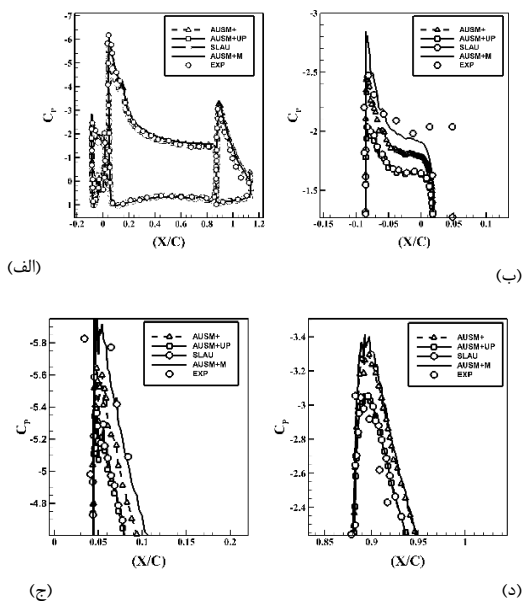 -7
-6
-5
-4
-3
-2
-1
0
1
C_P
-0.2
0
0.2
0.4
0.6
0.8
1
1.2
(X/C)
AUSM+
AUSM+UP
SLAU
AUSM+M
EXP
(الف)
-3
-2.5
-2
-1.5
C_P
-0.1
-0.05
0
0.05
0.1
(X/C)
AUSM+
AUSM+UP
SLAU
AUSM+M
EXP
(ب)
-5.8
-5.6
-5.4
-5.2
-5
-4.8
C_P
0
0.05
0.1
0.15
0.2
(X/C)
AUSM+
AUSM+UP
SLAU
AUSM+M
EXP
(ج)
-3.4
-3.2
-3
-2.8
-2.6
-2.4
C_P
0.85
0.9
0.95
1
(X/C)
AUSM+
AUSM+UP
SLAU
AUSM+M
EXP
(د)